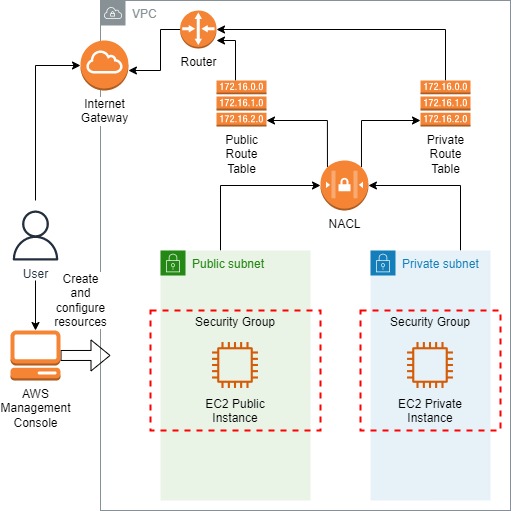 VPC
Router
Internet
Gateway
172.16.0.0
172.16.1.0
172.16.2.0
Public
Route
Table
172.16.0.0
172.16.1.0
172.16.2.0
Private
Route
Table
NACL
User
Public subnet
Private subnet
Create
and
configure
resources
Security Group
EC2 Public
Instance
Security Group
EC2 Private
Instance
AWS
Management
Console